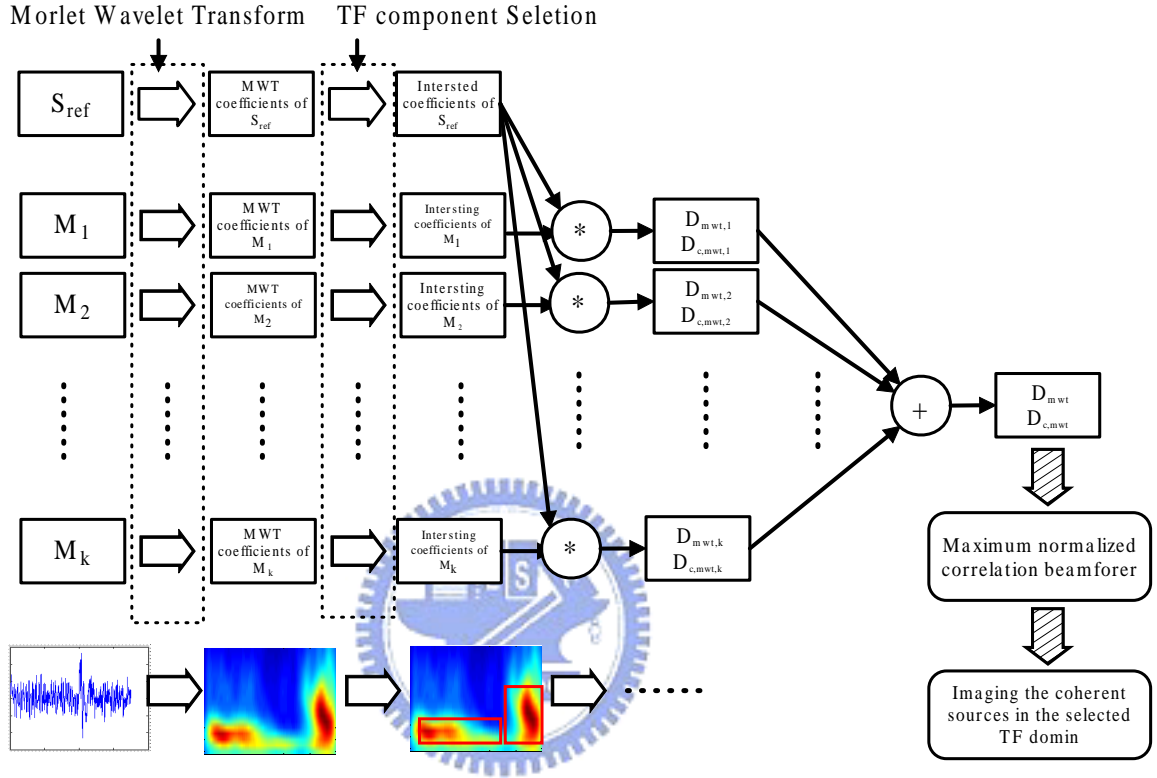 Morlet Wavelet Transform
TF component Seletion
S_ref
MWT
coefficients of
S_ref
Intersted
coefficients of
S_ref
M_1
MWT
coefficients of
M_1
Intersting
coefficients of
M_1
*
D_mwt,1
D_c,mwt,1
M_2
MWT
coefficients of
M_2
Intersting
coefficients of
M_2
*
D_mwt,2
D_c,mwt,2
+
D_mwt
D_c,mwt
M_k
MWT
coefficients of
M_k
Intersting
coefficients of
M_k
*
D_mwt,k
D_c,mwt,k
S
Maximum normalized
correlation beamforer
Imaging the coherent
sources in the selected
TF domin